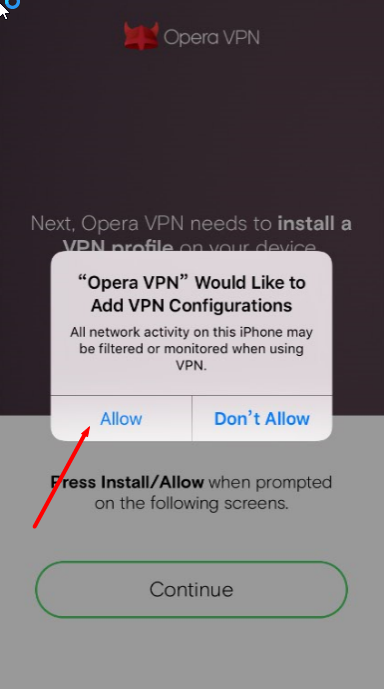 Opera VPN
Next, Opera VPN needs to install a
VPN profile on your device
“Opera VPN” Would Like to
Add VPN Configurations
All network activity on this iPhone may
be filtered or monitored when using
VPN.
Allow
Don’t Allow
Press Install/Allow when prompted
on the following screens.
Continue